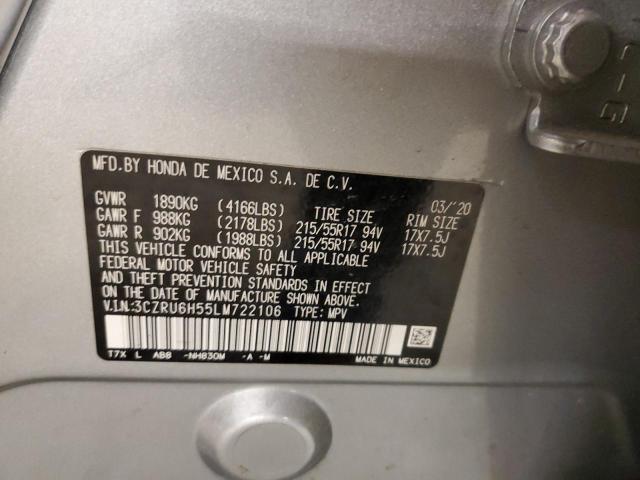 MFD.BY HONDA DE MEXICO S.A. DE C.V.
03/'20
GVWR 1890KG (4166LBS) TIRE SIZE RIM SIZE
GAWR F 988KG (2178LBS) 215/55R17 94V 17X7.5J
GAWR R 902KG (1988LBS) 215/55R17 94V 17X7.5J
THIS VEHICLE CONFORMS TO ALL APPLICABLE
FEDERAL MOTOR VEHICLE SAFETY
AND THEFT PREVENTION STANDARDS IN EFFECT
ON THE DATE OF MANUFACTURE SHOWN ABOVE.
V.I.N:3CZRU6H55LM722106 TYPE: MPV
T7X L ABB -NH830M -A -M
MADE IN MEXICO